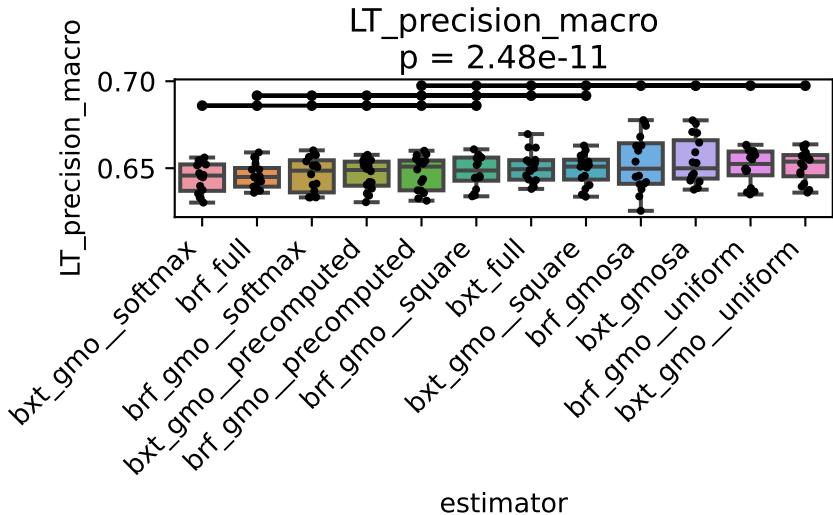 LT_precision_macro
p = 2.48e-11
LT_precision_macro
0.70
0.65
bxt_gmo__softmax
brf_full
brf_gmo__softmax
bxt_gmo__precomputed
brf_gmo__precomputed
brf_gmo__square
bxt_full
bxt_gmo__square
brf_gmosa
bxt_gmosa
brf_gmo__uniform
bxt_gmo__uniform
estimator